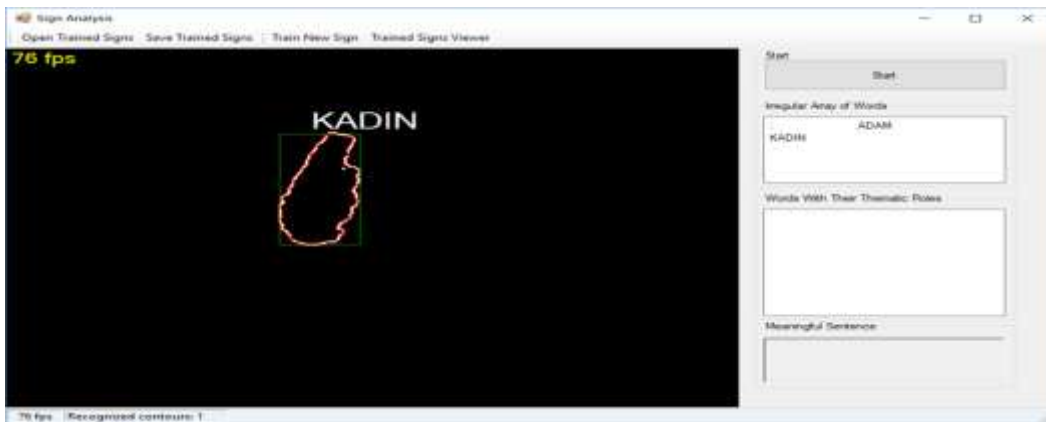 Sign Analysis
Open Trained Signs Save Trained Signs Train New Sign Trained Signs Viewer
76 fps
KADIN
Start
Start
Irregular Array of Words
ADAM
KADIN
Words With Their Thematic Roles
Meaningful Sentence
76 fps Recognized contours: 1